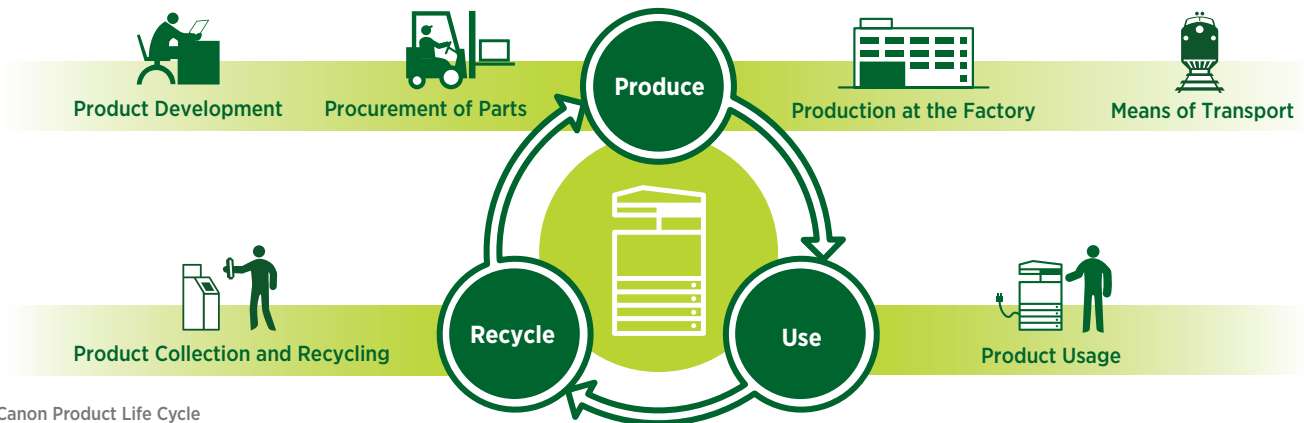 Produce
Product Development
Procurement of Parts
Production at the Factory
Means of Transport
Recycle
Use
Product Collection and Recycling
Product Usage
Canon Product Life Cycle